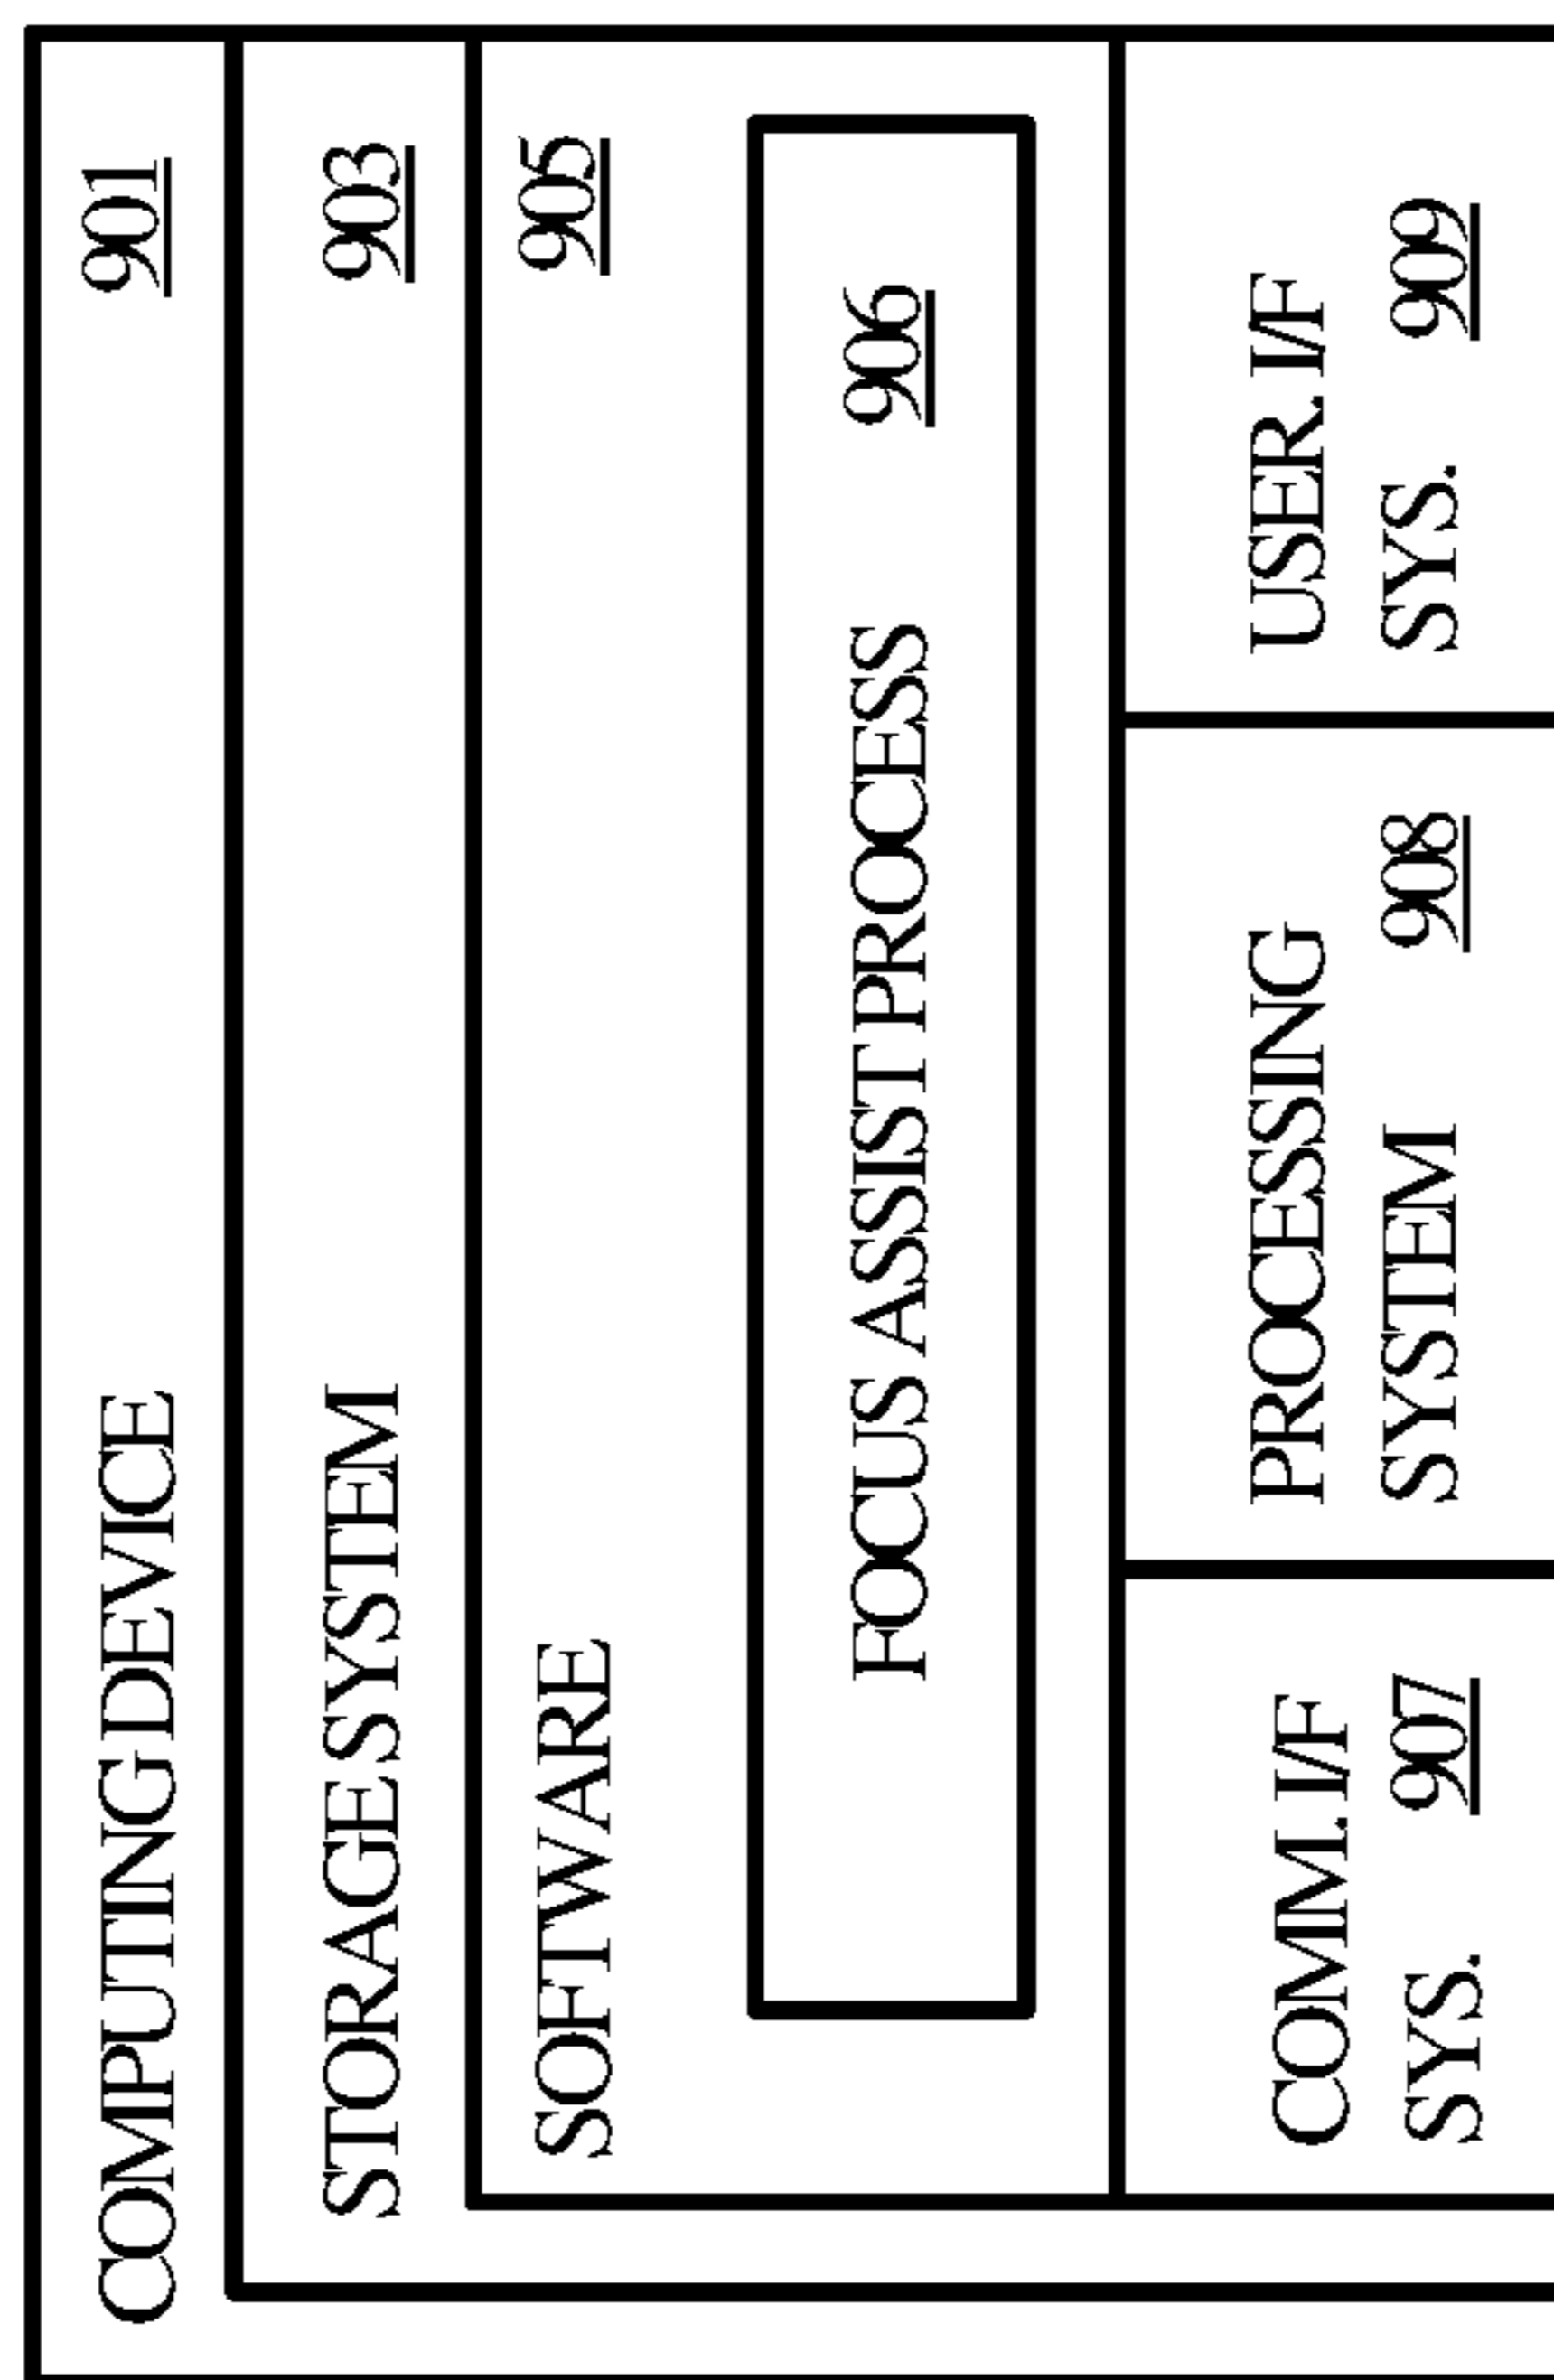 COMPUTING DEVICE 901
STORAGE SYSTEM 903
SOFTWARE 905
FOCUS ASSIST PROCESS 906
COMM. I/F
SYS. 907
PROCESSING
SYSTEM 908
USER. I/F
SYS. 909